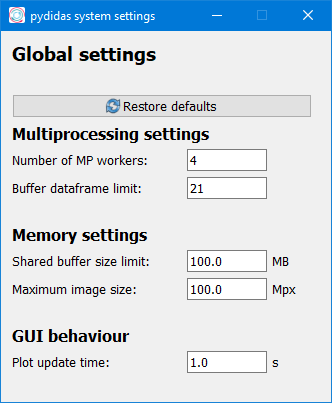 pydidas system settings
Global settings
Restore defaults
Multiprocessing settings
Number of MP workers: 4
Buffer dataframe limit: 21
Memory settings
Shared buffer size limit: 100.0 MB
Maximum image size: 100.0 Mpx
GUI behaviour
Plot update time: 1.0 s